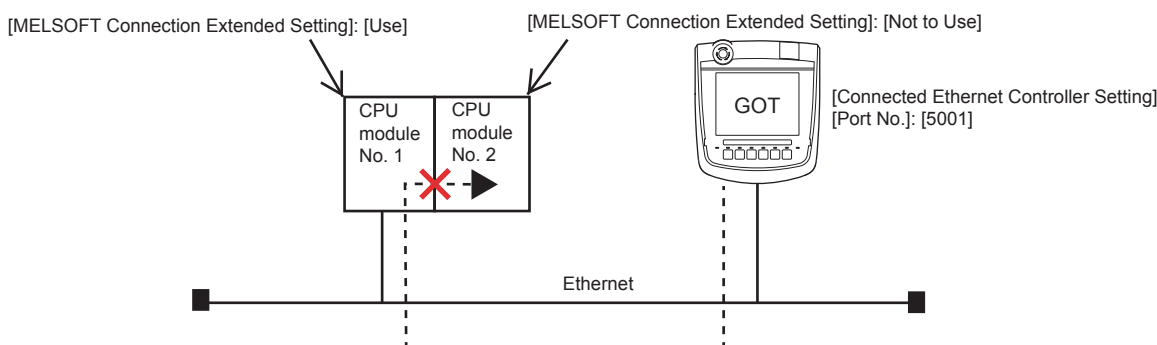 [MELSOFT Connection Extended Setting]: [Use]
[MELSOFT Connection Extended Setting]: [Not to Use]
CPU
module
No. 1
CPU
module
No. 2
GOT
[Connected Ethernet Controller Setting]
[Port No.]: [5001]
Ethernet